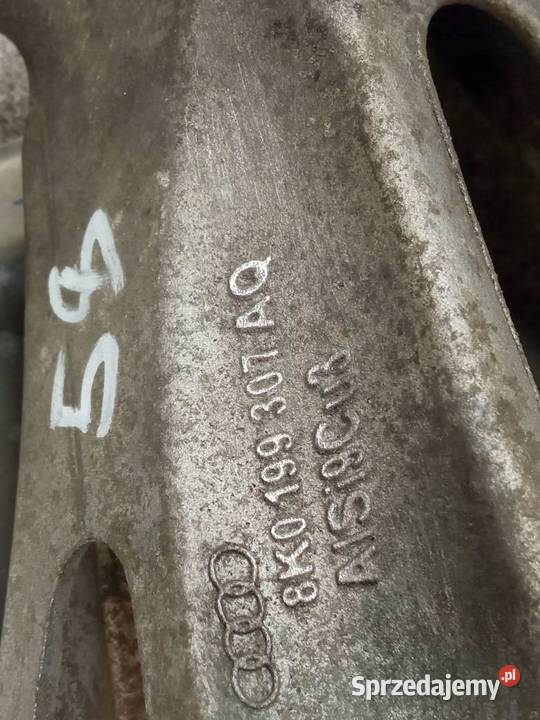 59
8K0 199 307 AQ
AlSi9Cu3
Sprzedajemy.pl